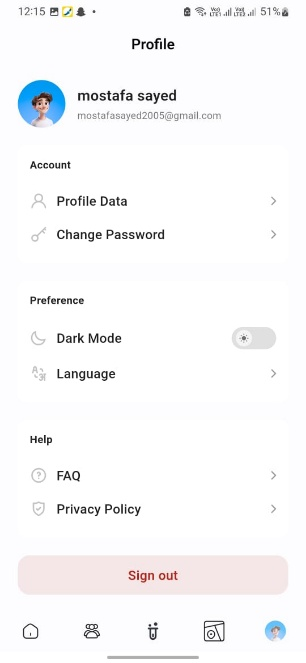 12:15 51%
Profile
mostafa sayed
mostafasayed2005@gmail.com
Account
Profile Data
Change Password
Preference
Dark Mode
Language
Help
FAQ
Privacy Policy
Sign out